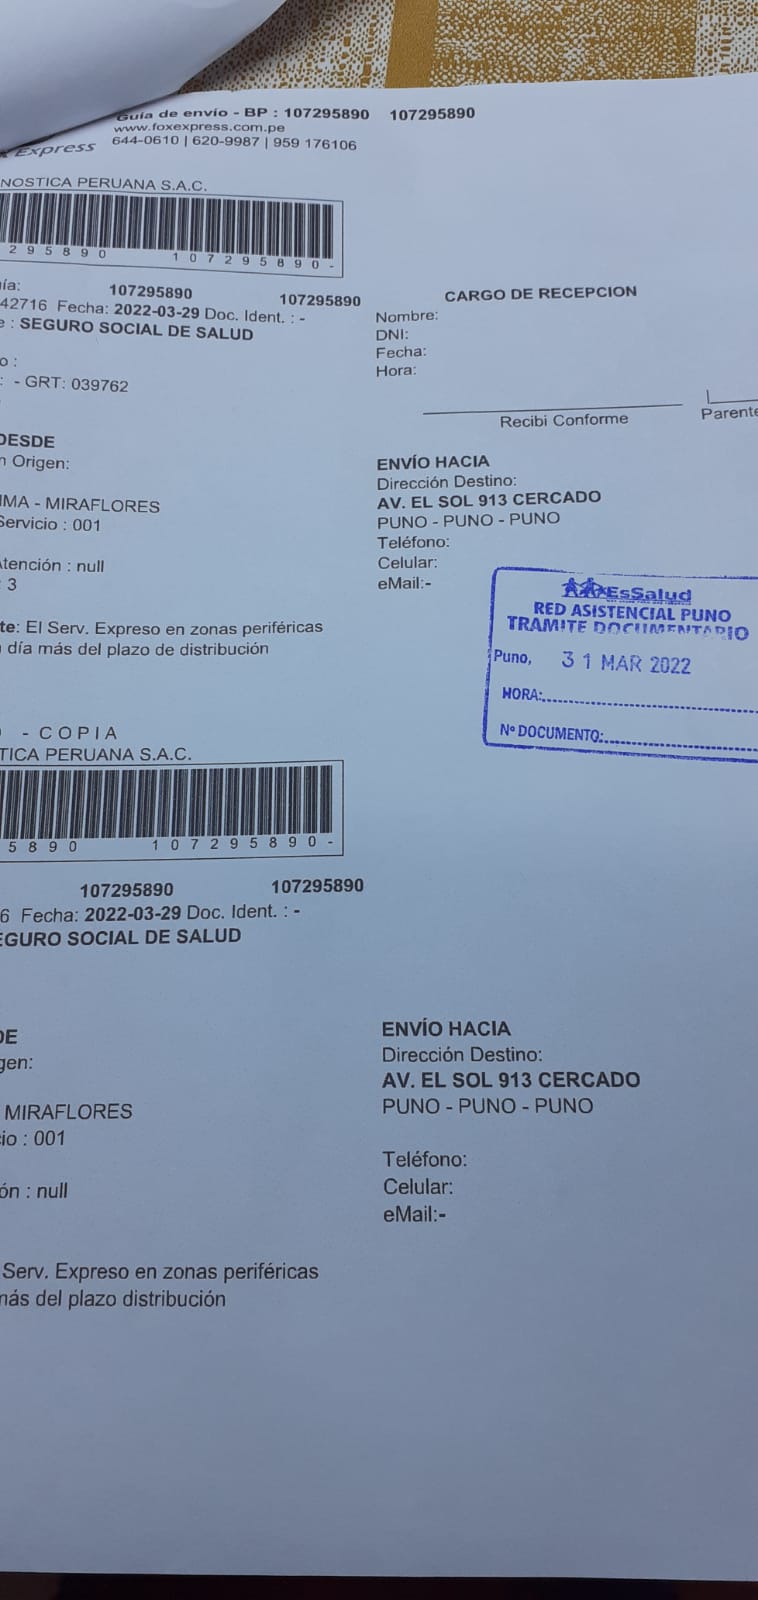 Guía de envío - BP : 107295890 107295890
www.foxexpress.com.pe
644-0610 | 620-9987 | 959 176106
Express
NOSTICA PERUANA S.A.C.
295890 107295890-
ía:
107295890 107295890
42716 Fecha: 2022-03-29 Doc. Ident. : -
e : SEGURO SOCIAL DE SALUD
o :
: - GRT: 039762
CARGO DE RECEPCION
Nombre:
DNI:
Fecha:
Hora:
Recibi Conforme
Parente
DESDE
n Origen:
IMA - MIRAFLORES
Servicio : 001
Atención : null
: 3
te: El Serv. Expreso en zonas periféricas
día más del plazo de distribución
ENVÍO HACIA
Dirección Destino:
AV. EL SOL 913 CERCADO
PUNO - PUNO - PUNO
Teléfono:
Celular:
eMail:-
EsSalud
RED ASISTENCIAL PUNO
TRAMITE DOCUMENTARIO
Puno, 31 MAR 2022
HORA:
Nº DOCUMENTO:
- COPIA
TICA PERUANA S.A.C.
5890 107295890-
107295890 107295890
6 Fecha: 2022-03-29 Doc. Ident. : -
EGURO SOCIAL DE SALUD
DE
gen:
MIRAFLORES
cio : 001
ón : null
Serv. Expreso en zonas periféricas
más del plazo distribución
ENVÍO HACIA
Dirección Destino:
AV. EL SOL 913 CERCADO
PUNO - PUNO - PUNO
Teléfono:
Celular:
eMail:-